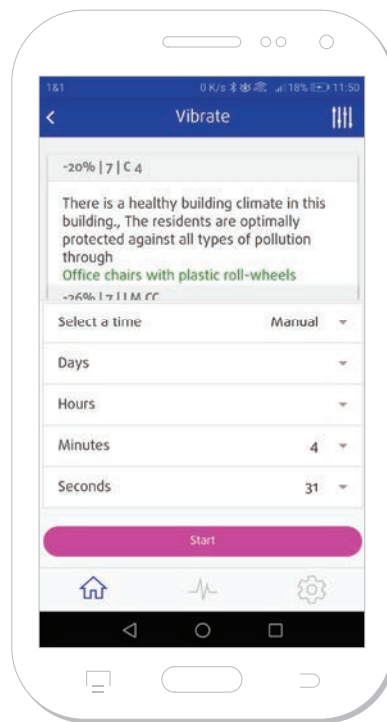 1&1 0 K/s 18% 11:50
Vibrate
-20% | 7 | C 4
There is a healthy building climate in this
building., The residents are optimally
protected against all types of pollution
through
Office chairs with plastic roll-wheels
-26% | 7 |
Select a time Manual
Days
Hours
Minutes 4
Seconds 31
Start